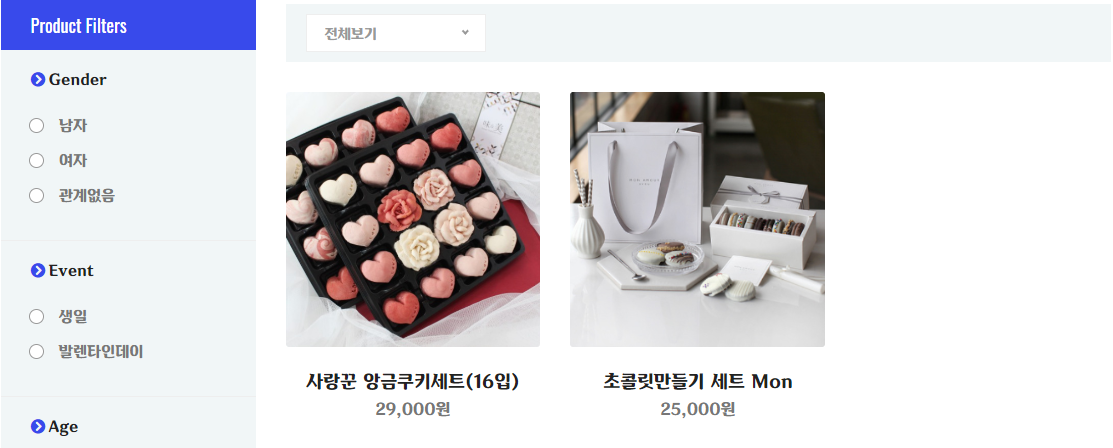 Product Filters
Gender
남자
여자
관계없음
Event
생일
발렌타인데이
Age
전체보기
사랑꾼 앙금쿠키세트(16입)
29,000원
초콜릿만들기 세트 Mon
25,000원